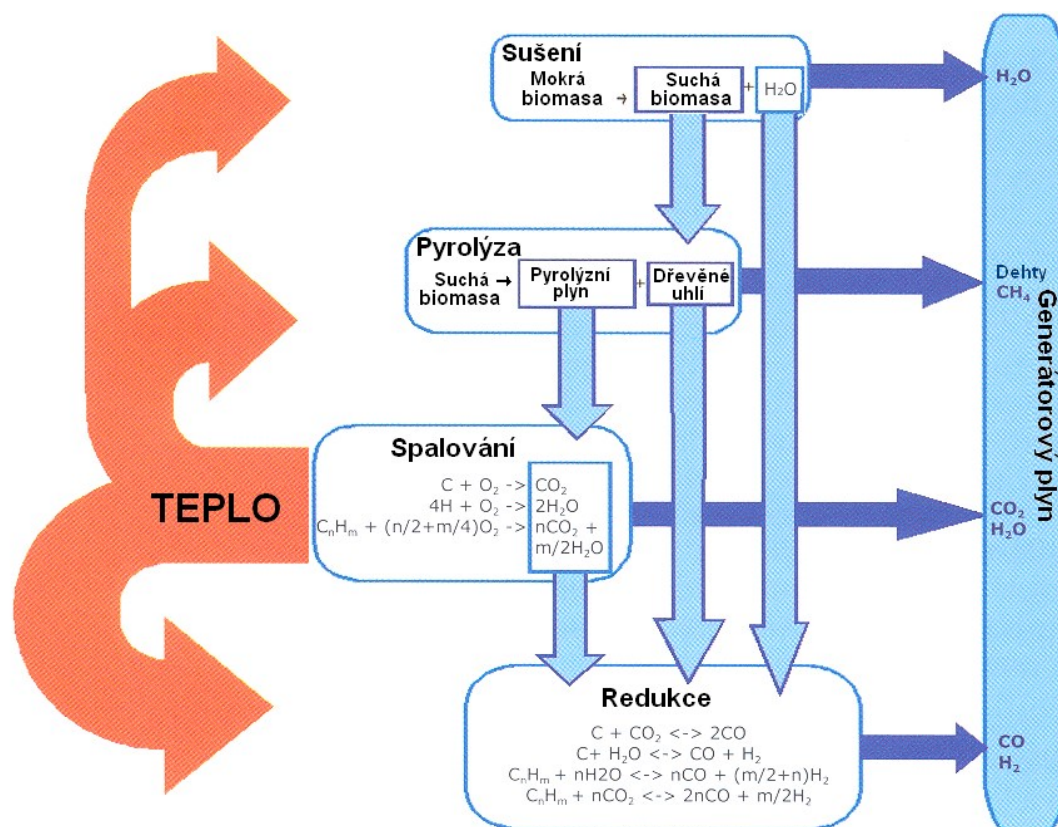 Sušení
Mokrá
biomasa →
Suchá
biomasa
+
H₂O
H₂O
Pyrolýza
Suchá →
biomasa
Pyrolýzní
plyn
+
Dřevěné
uhlí
Dehty
CH₄
Generátorový plyn
TEPLO
Spalování
C + O₂ -> CO₂
4H + O₂ -> 2H₂O
CₙHₘ + (n/2+m/4)O₂ -> nCO₂ +
m/2H₂O
CO₂
H₂O
Redukce
C + CO₂ <-> 2CO
C+ H₂O <-> CO + H₂
CₙHₘ + nH2O <-> nCO + (m/2+n)H₂
CₙHₘ + nCO₂ <-> 2nCO + m/2H₂
CO
H₂